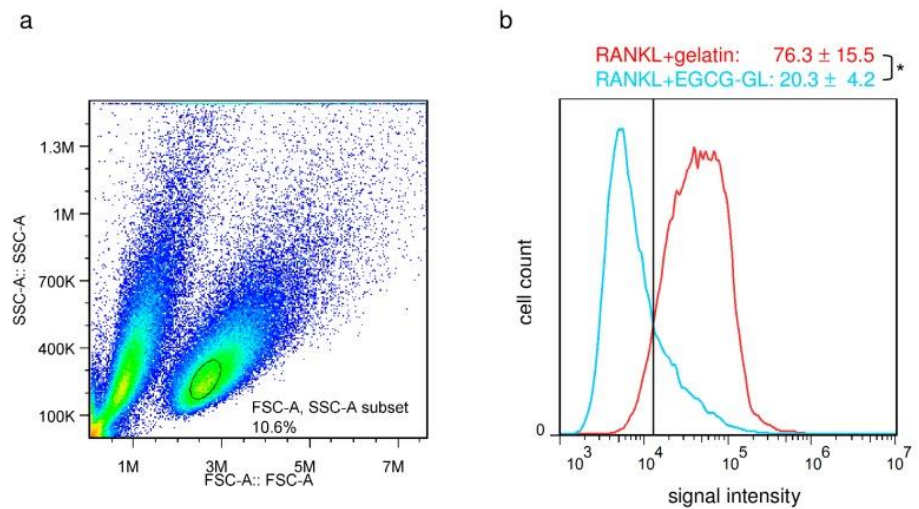 a
b
RANKL+gelatin: 76.3 ± 15.5
RANKL+EGCG-GL: 20.3 ± 4.2
*
SSC-A:: SSC-A
1.3M
1M
700K
400K
100K
FSC-A, SSC-A subset
10.6%
1M 3M 5M 7M
FSC-A:: FSC-A
cell count
0
10³ 10⁴ 10⁵ 10⁶ 10⁷
signal intensity